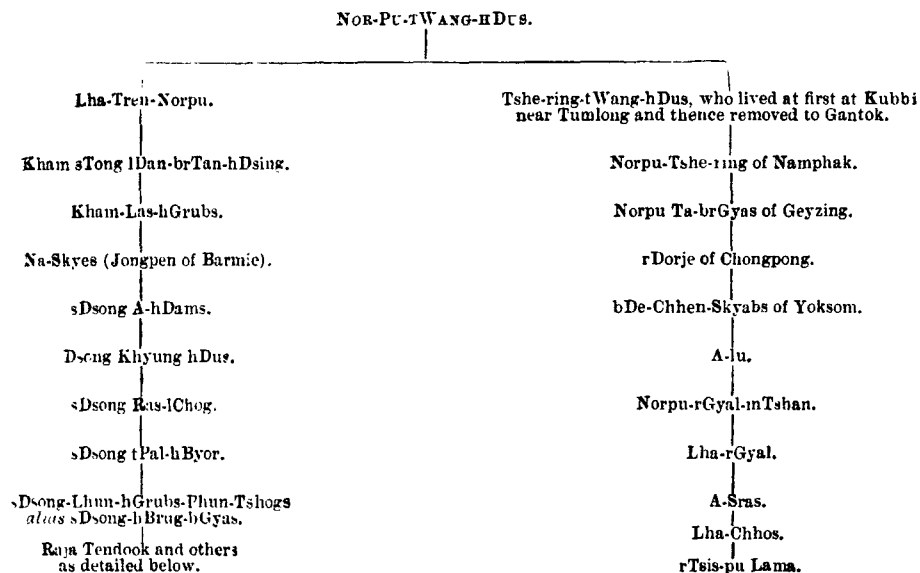 NOR-PU-TWANG-HDUS.
Lha-Tren-Norpu.
Kham sTong lDan-brTan-hDsing.
Kham-Las-hGrubs.
Na-Skyes (Jongpen of Barmie).
sDsong A-hDams.
Dsong Khyung hDus.
sDsong Ras-lChog.
sDsong tPal-hByor.
sDsong-Lhun-hGrubs-Phun-Tshogs
alias sDsong-hBrug-bGyas.
Raja Tendook and others
as detailed below.
Tshe-ring-tWang-hDus, who lived at first at Kubbi
near Tumlong and thence removed to Gantok.
Norpu-Tshe-ring of Namphak.
Norpu Ta-brGyas of Geyzing.
rDorje of Chongpong.
bDe-Chhen-Skyabs of Yoksom.
A-lu.
Norpu-rGyal-mTshan.
Lha-rGyal.
A-Sras.
Lha-Chhos.
rTsis-pu Lama.